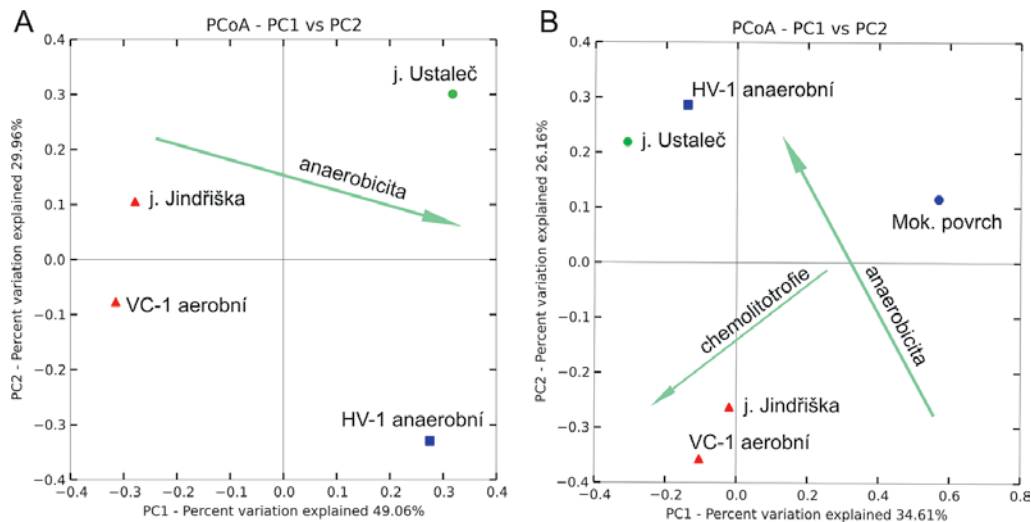 A
PCoA - PC1 vs PC2
0.4
0.3
0.2
0.1
0.0
−0.1
−0.2
−0.3
−0.4
PC2 - Percent variation explained 29.96%
j. Ustaleč
anaerobicita
j. Jindřiška
VC-1 aerobní
HV-1 anaerobní
−0.4 −0.3 −0.2 −0.1 0.0 0.1 0.2 0.3 0.4
PC1 - Percent variation explained 49.06%
B
PCoA - PC1 vs PC2
0.4
0.3
0.2
0.1
0.0
−0.1
−0.2
−0.3
−0.4
PC2 - Percent variation explained 26.16%
HV-1 anaerobní
j. Ustaleč
Mok. povrch
chemolitotrofie
anaerobicita
j. Jindřiška
VC-1 aerobní
−0.4 −0.2 0.0 0.2 0.4 0.6 0.8
PC1 - Percent variation explained 34.61%